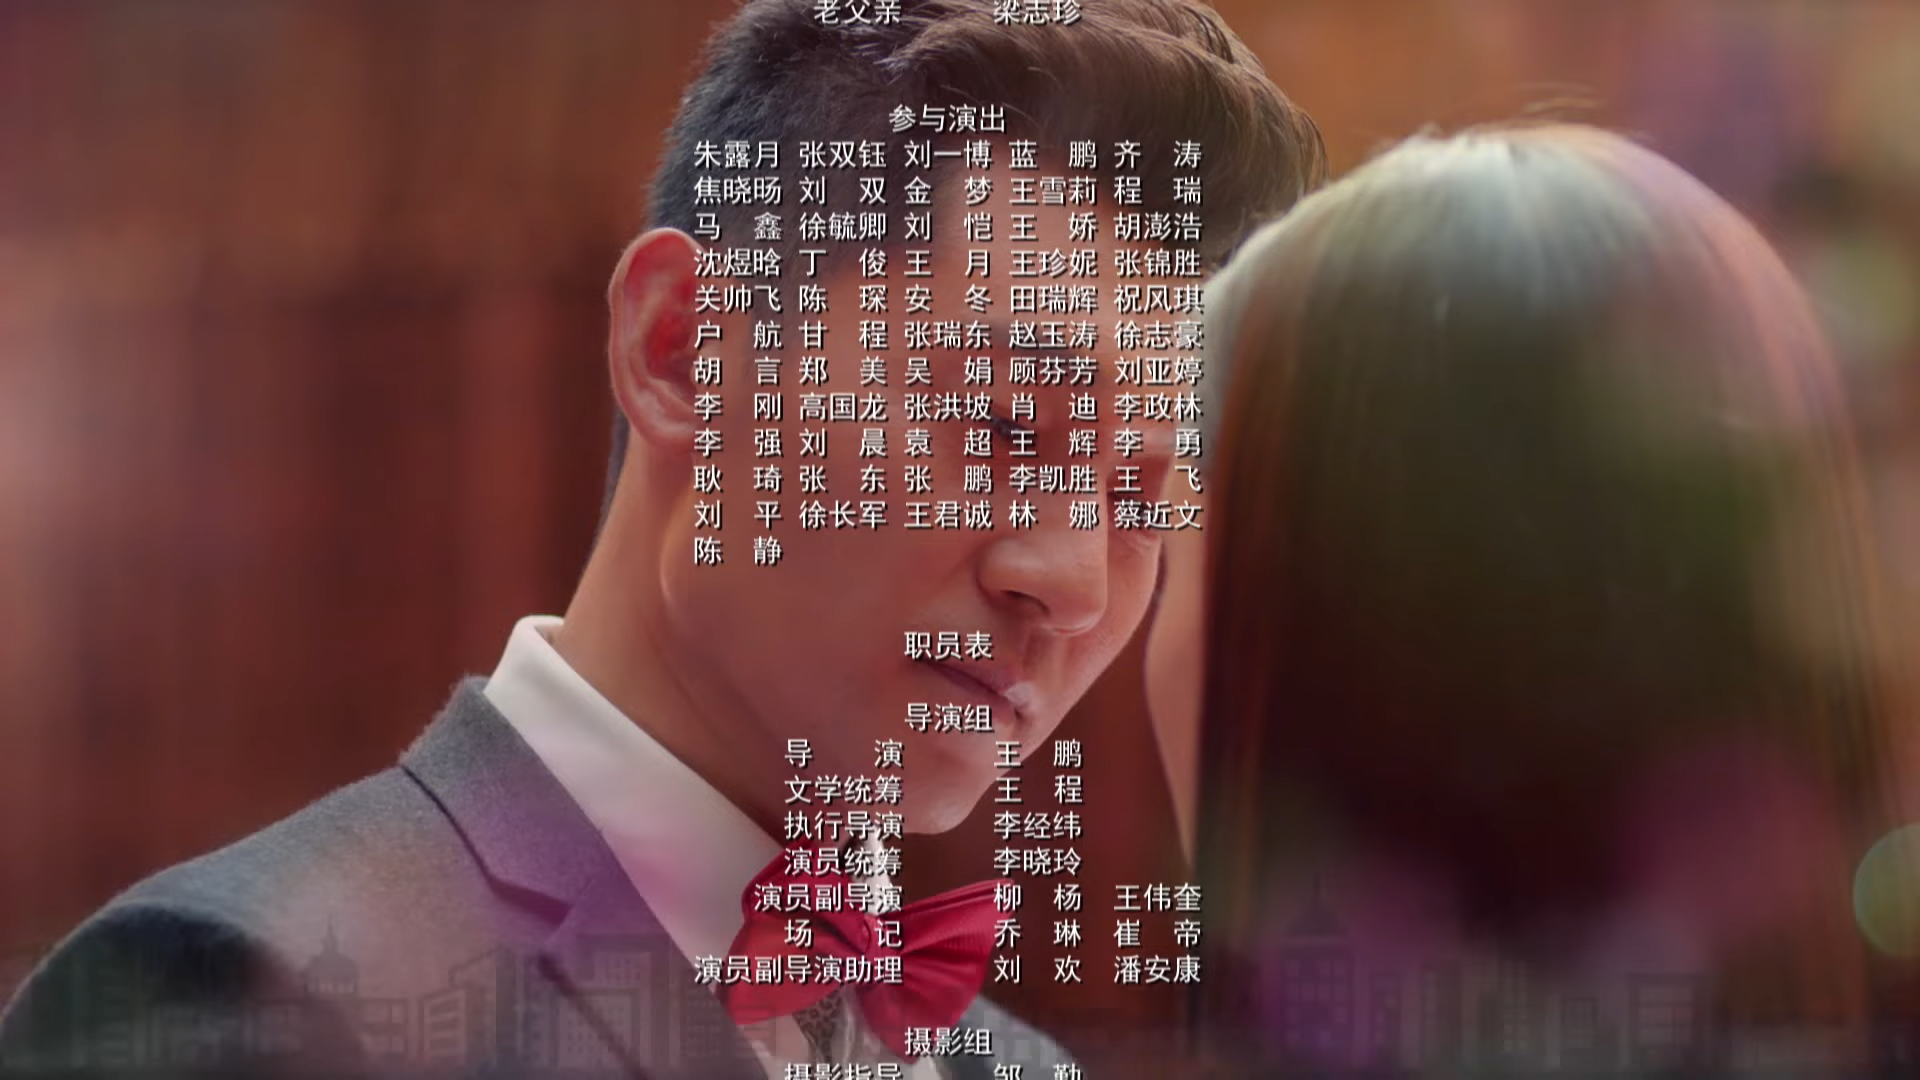 老父亲 梁志珍
参与演出
朱露月 张双钰 刘一博 蓝鹏 齐涛
焦晓旸 刘双 金梦 王雪莉 程瑞
马鑫 徐毓卿 刘恺 王娇 胡澎浩
沈煜晗 丁俊 王月 王珍妮 张锦胜
关帅飞 陈琛 安冬 田瑞辉 祝风琪
户航 甘程 张瑞东 赵玉涛 徐志豪
胡言 郑美 吴娟 顾芬芳 刘亚婷
李刚 高国龙 张洪坡 肖迪 李政林
李强 刘晨 袁超 王辉 李勇
耿琦 张东 张鹏 李凯胜 王飞
刘平 徐长军 王君诚 林娜 蔡近文
陈静
职员表
导演组
导演 王鹏
文学统筹 王程
执行导演 李经纬
演员统筹 李晓玲
演员副导演 柳杨 王伟奎
场记 乔琳 崔帝
演员副导演助理 刘欢 潘安康
摄影组
摄影指导 邹勤